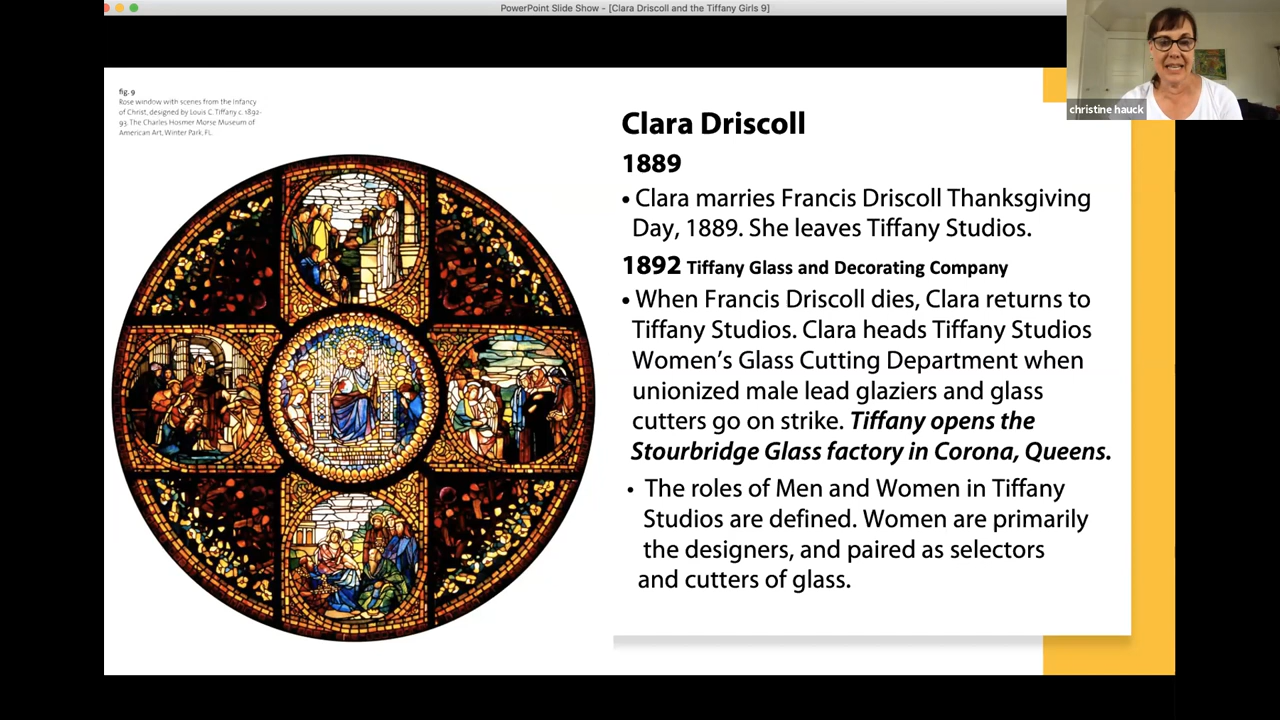 PowerPoint Slide Show - [Clara Driscoll and the Tiffany Girls 9]
christine hauck
fig. 9
Rose window with scenes from the Infancy
of Christ, designed by Louis C. Tiffany c. 1892-
93, The Charles Hosmer Morse Museum of
American Art, Winter Park, FL.
Clara Driscoll
1889
• Clara marries Francis Driscoll Thanksgiving
Day, 1889. She leaves Tiffany Studios.
1892 Tiffany Glass and Decorating Company
• When Francis Driscoll dies, Clara returns to
Tiffany Studios. Clara heads Tiffany Studios
Women's Glass Cutting Department when
unionized male lead glaziers and glass
cutters go on strike. Tiffany opens the
Stourbridge Glass factory in Corona, Queens.
• The roles of Men and Women in Tiffany
Studios are defined. Women are primarily
the designers, and paired as selectors
and cutters of glass.